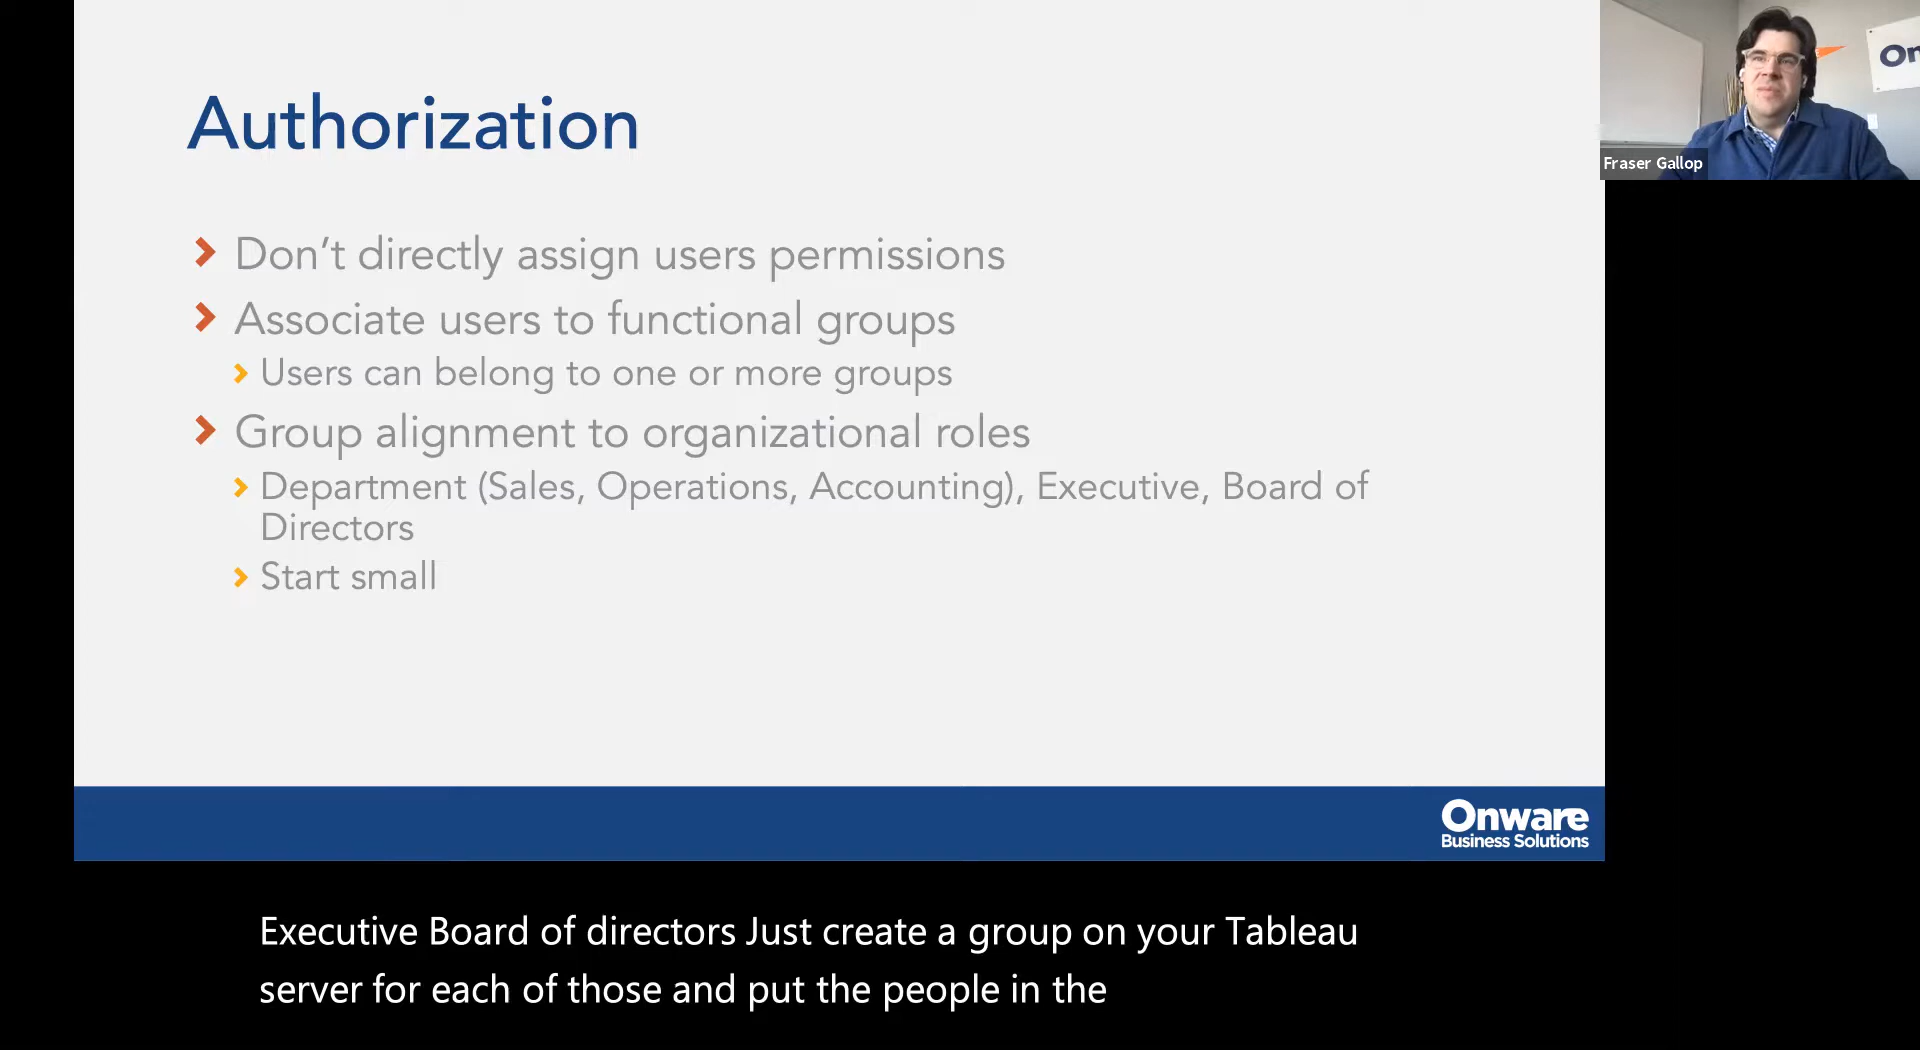 Authorization
Don’t directly assign users permissions
Associate users to functional groups
Users can belong to one or more groups
Group alignment to organizational roles
Department (Sales, Operations, Accounting), Executive, Board of
Directors
Start small
Onware
Business Solutions
On
Fraser Gallop
Executive Board of directors Just create a group on your Tableau
server for each of those and put the people in the